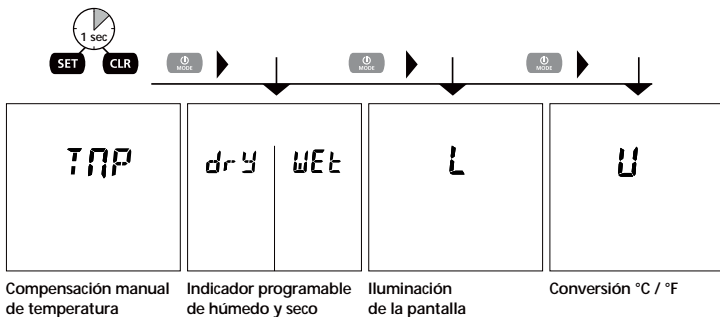 1 sec
SET CLR MODE MODE MODE
TMP dry WEt L U
Compensación manual
de temperatura
Indicador programable
de húmedo y seco
Iluminación
de la pantalla
Conversión °C / °F